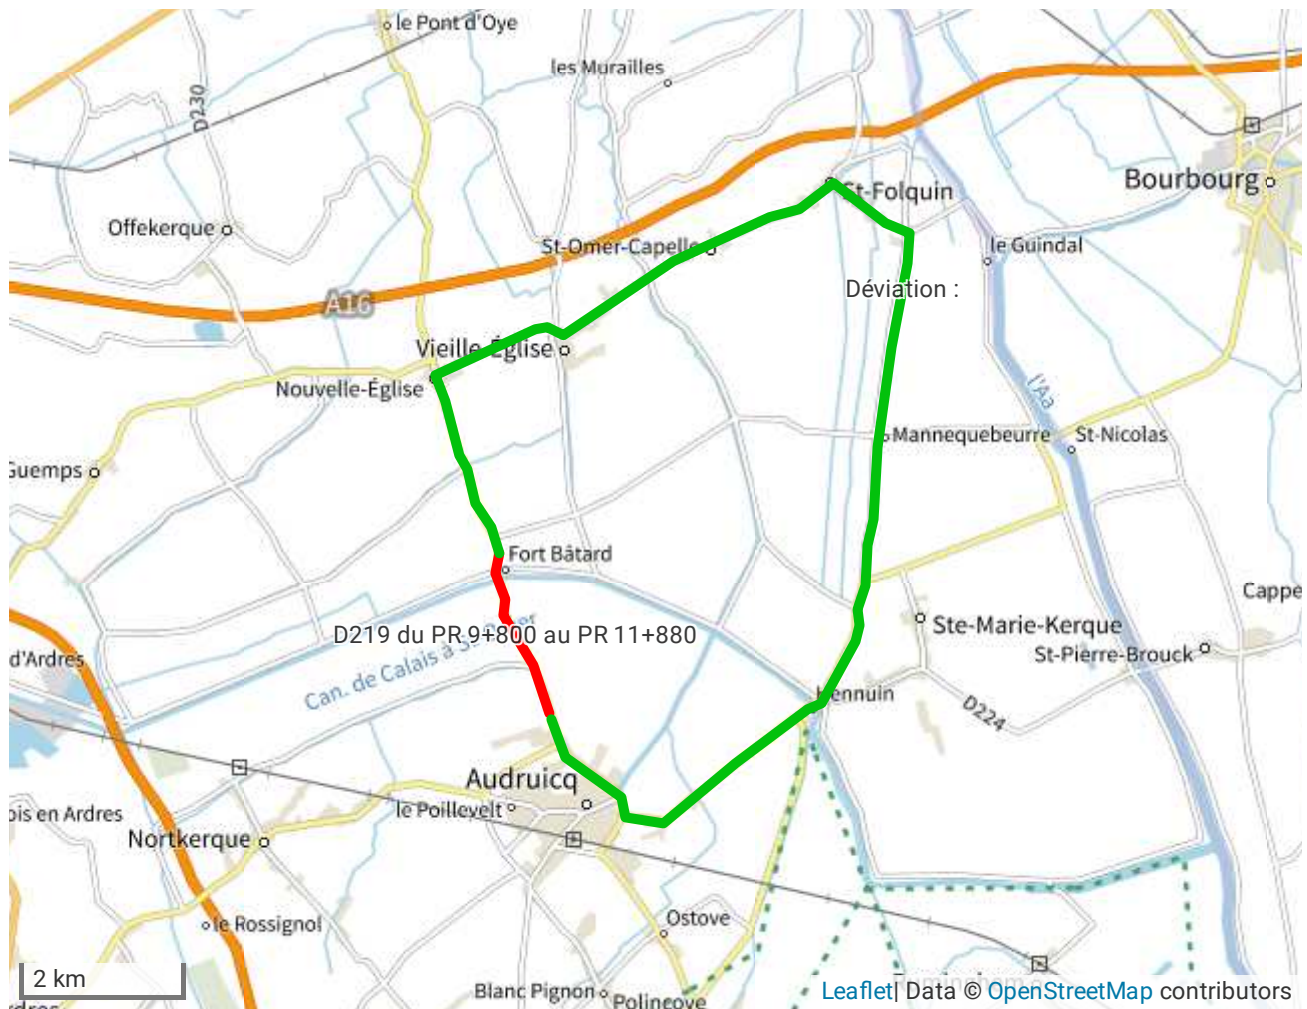 le Pont d'Oye
les Murailles
D230
Bourbourg
St-Folquin
Offekerque
St-Omer-Capelle
le Guindal
Déviation :
A16
Vieille-Église
Nouvelle-Église
l'Aa
Mannequebeurre
St-Nicolas
Guemps
Fort Bâtard
Cappe
Ste-Marie-Kerque
D219 du PR 9+800 au PR 11+880
St-Pierre-Brouck
d'Ardres
Can. de Calais à St-Omer
Hennuin
D224
Audruicq
le Poillevelt
ois en Ardres
Nortkerque
le Rossignol
Ostove
2 km
Blanc Pignon
Polincove
Leaflet| Data © OpenStreetMap contributors